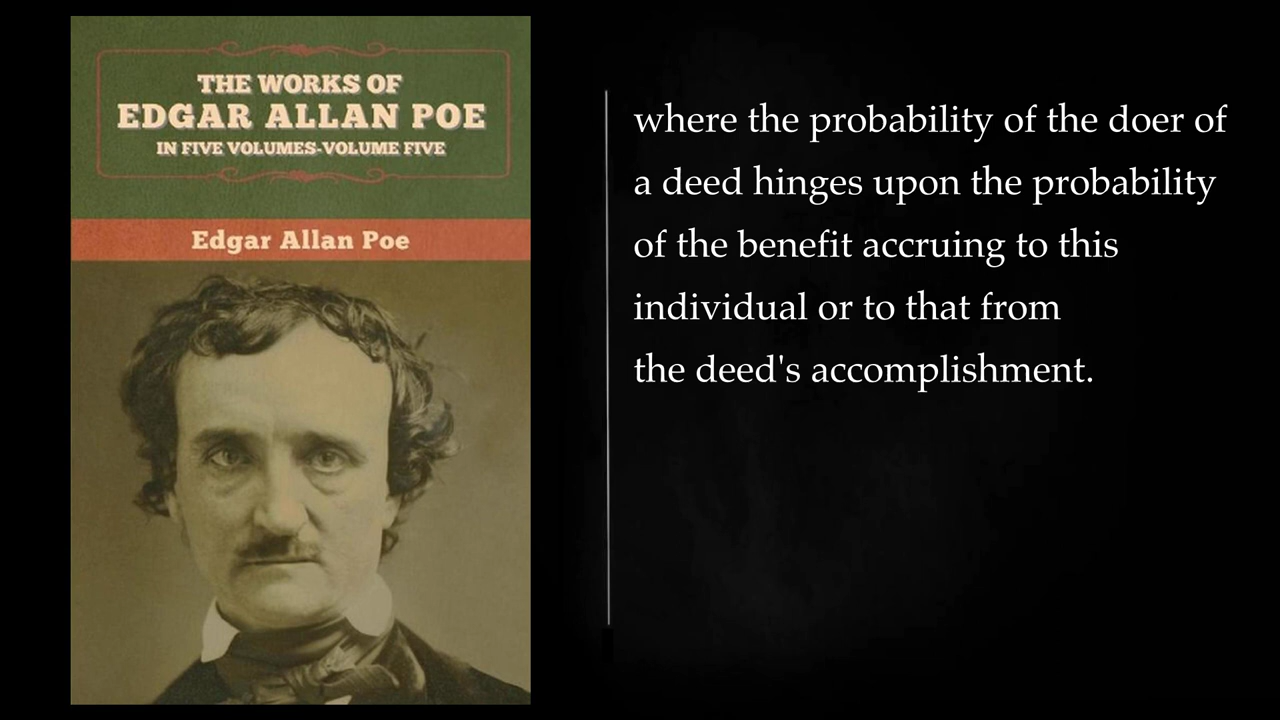 THE WORKS OF
EDGAR ALLAN POE
IN FIVE VOLUMES-VOLUME FIVE
Edgar Allan Poe
where the probability of the doer of
a deed hinges upon the probability
of the benefit accruing to this
individual or to that from
the deed's accomplishment.